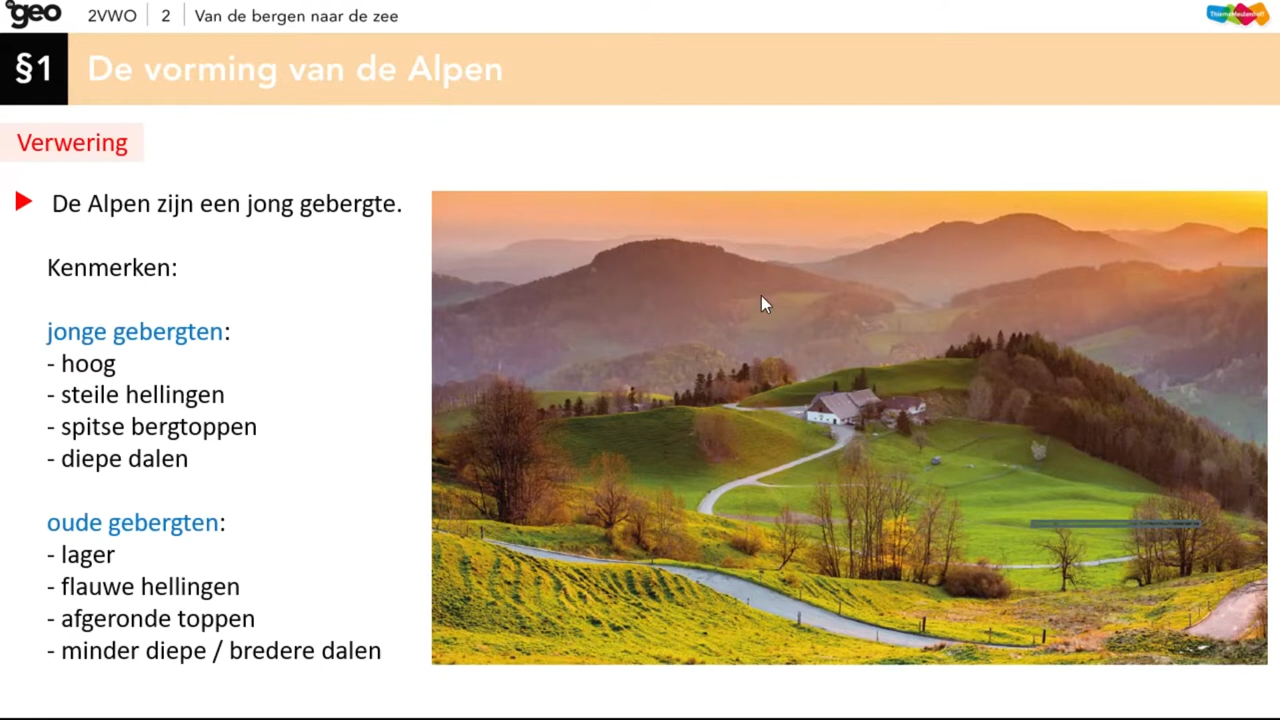 geo 2VWO 2 Van de bergen naar de zee
ThiemeMeulenhoff
§1 De vorming van de Alpen
Verwering
De Alpen zijn een jong gebergte.
Kenmerken:
jonge gebergten:
- hoog
- steile hellingen
- spitse bergtoppen
- diepe dalen
oude gebergten:
- lager
- flauwe hellingen
- afgeronde toppen
- minder diepe / bredere dalen